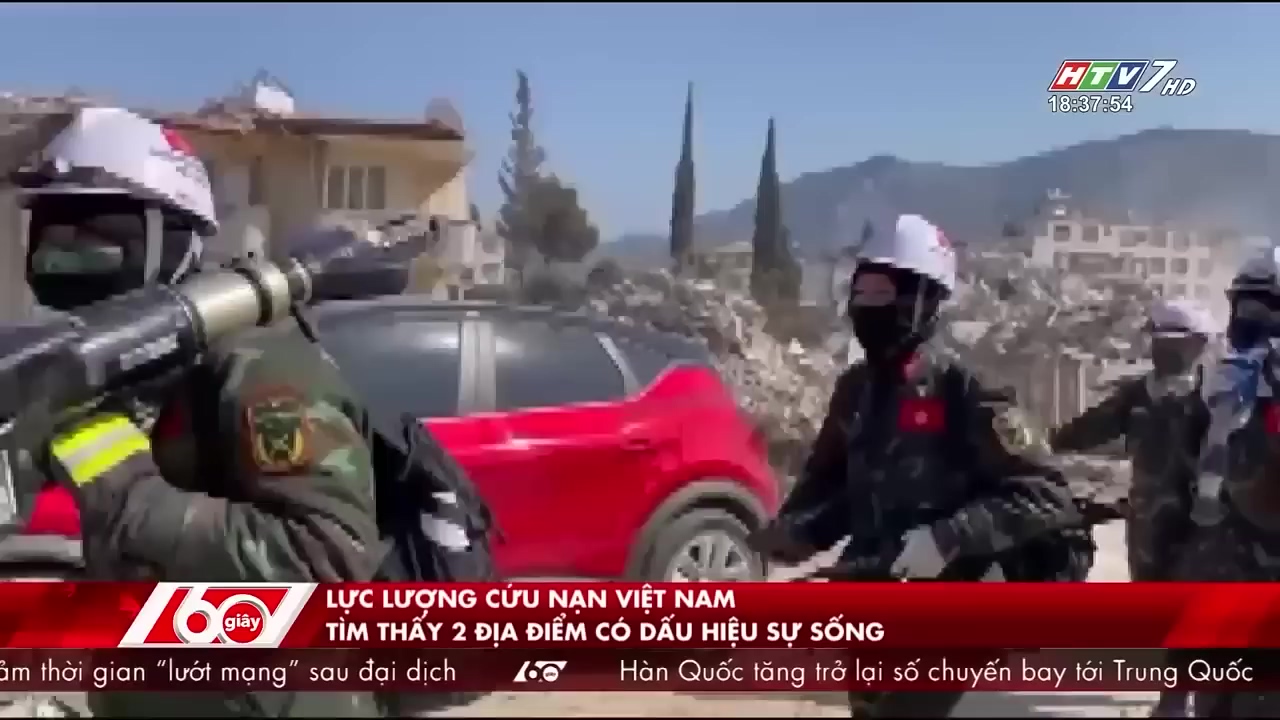 HTV7 HD
18:37:54
60 giây
LỰC LƯỢNG CỨU NẠN VIỆT NAM
TÌM THẤY 2 ĐỊA ĐIỂM CÓ DẤU HIỆU SỰ SỐNG
ảm thời gian “lướt mạng” sau đại dịch 60 giây Hàn Quốc tăng trở lại số chuyến bay tới Trung Quốc